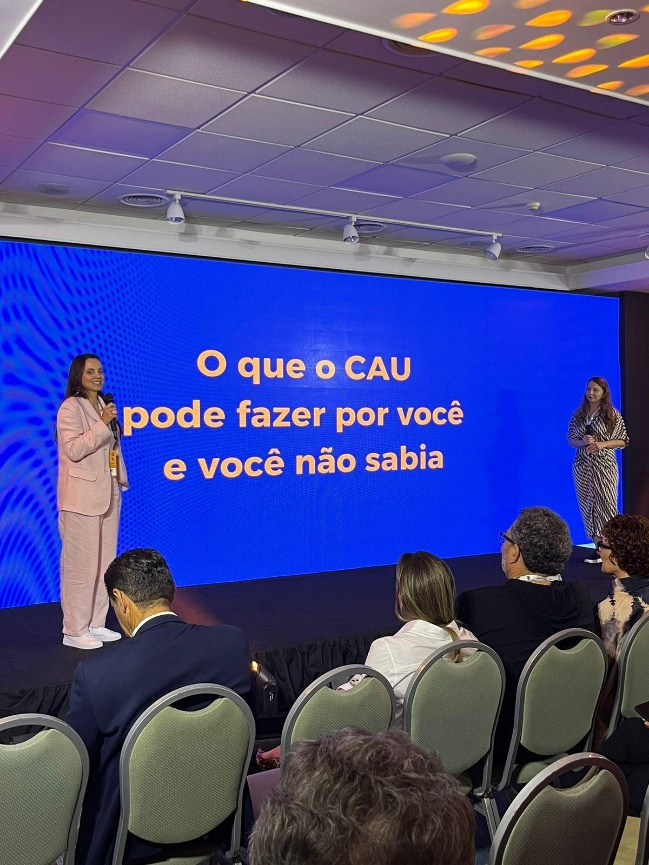 O que o CAU
pode fazer por você
e você não sabia